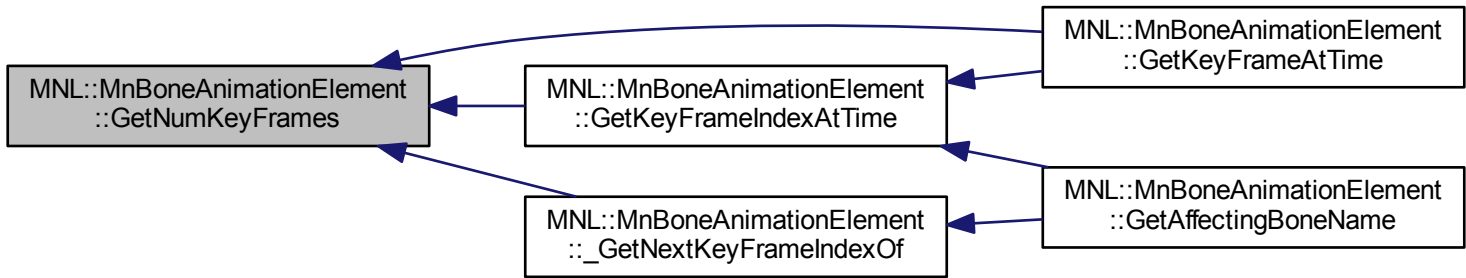 MNL::MnBoneAnimationElement
::GetNumKeyFrames
MNL::MnBoneAnimationElement
::GetKeyFrameIndexAtTime
MNL::MnBoneAnimationElement
::_GetNextKeyFrameIndexOf
MNL::MnBoneAnimationElement
::GetKeyFrameAtTime
MNL::MnBoneAnimationElement
::GetAffectingBoneName